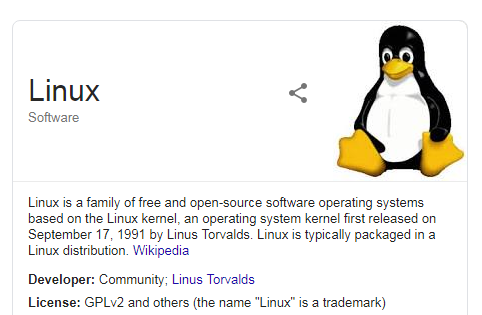 Linux
Software
Linux is a family of free and open-source software operating systems
based on the Linux kernel, an operating system kernel first released on
September 17, 1991 by Linus Torvalds. Linux is typically packaged in a
Linux distribution. Wikipedia
Developer: Community; Linus Torvalds
License: GPLv2 and others (the name "Linux" is a trademark)